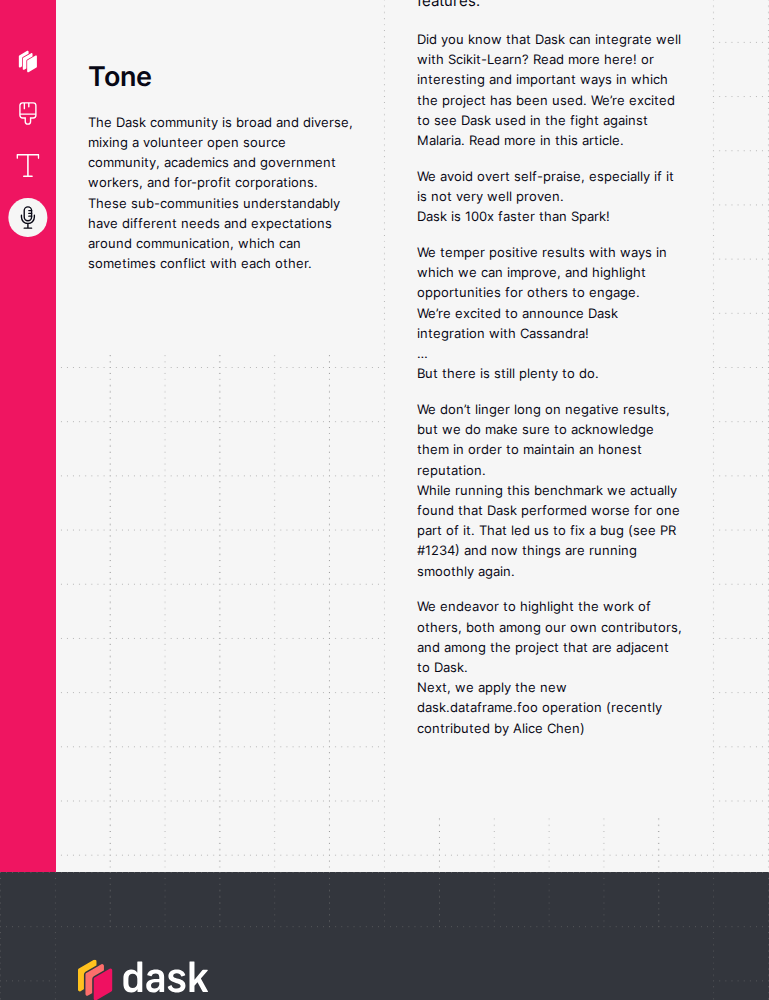 Tone
The Dask community is broad and diverse,
mixing a volunteer open source
community, academics and government
workers, and for-profit corporations.
These sub-communities understandably
have different needs and expectations
around communication, which can
sometimes conflict with each other.
features.
Did you know that Dask can integrate well
with Scikit-Learn? Read more here! or
interesting and important ways in which
the project has been used. We’re excited
to see Dask used in the fight against
Malaria. Read more in this article.
We avoid overt self-praise, especially if it
is not very well proven.
Dask is 100x faster than Spark!
We temper positive results with ways in
which we can improve, and highlight
opportunities for others to engage.
We’re excited to announce Dask
integration with Cassandra!
...
But there is still plenty to do.
We don’t linger long on negative results,
but we do make sure to acknowledge
them in order to maintain an honest
reputation.
While running this benchmark we actually
found that Dask performed worse for one
part of it. That led us to fix a bug (see PR
#1234) and now things are running
smoothly again.
We endeavor to highlight the work of
others, both among our own contributors,
and among the project that are adjacent
to Dask.
Next, we apply the new
dask.dataframe.foo operation (recently
contributed by Alice Chen)
dask